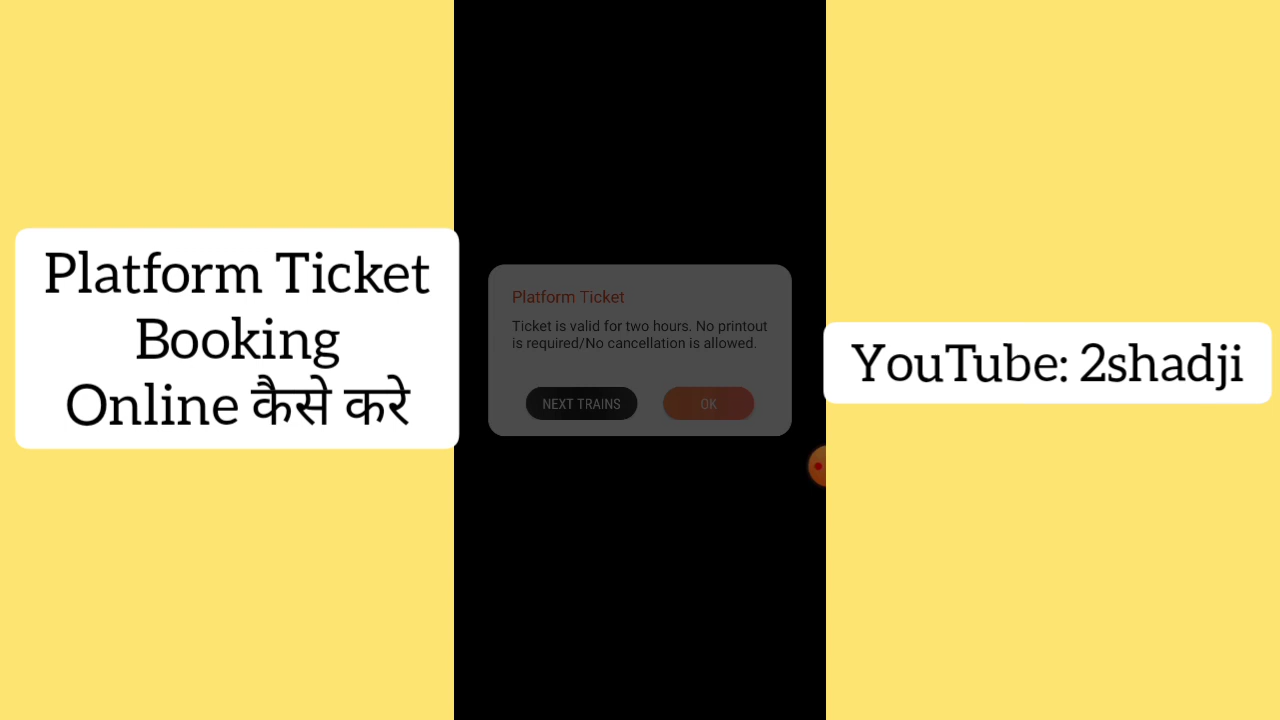 Platform Ticket
Booking
Online कैसे करे
Platform Ticket
Ticket is valid for two hours. No printout
is required/No cancellation is allowed.
NEXT TRAINS
OK
YouTube: 2shadji